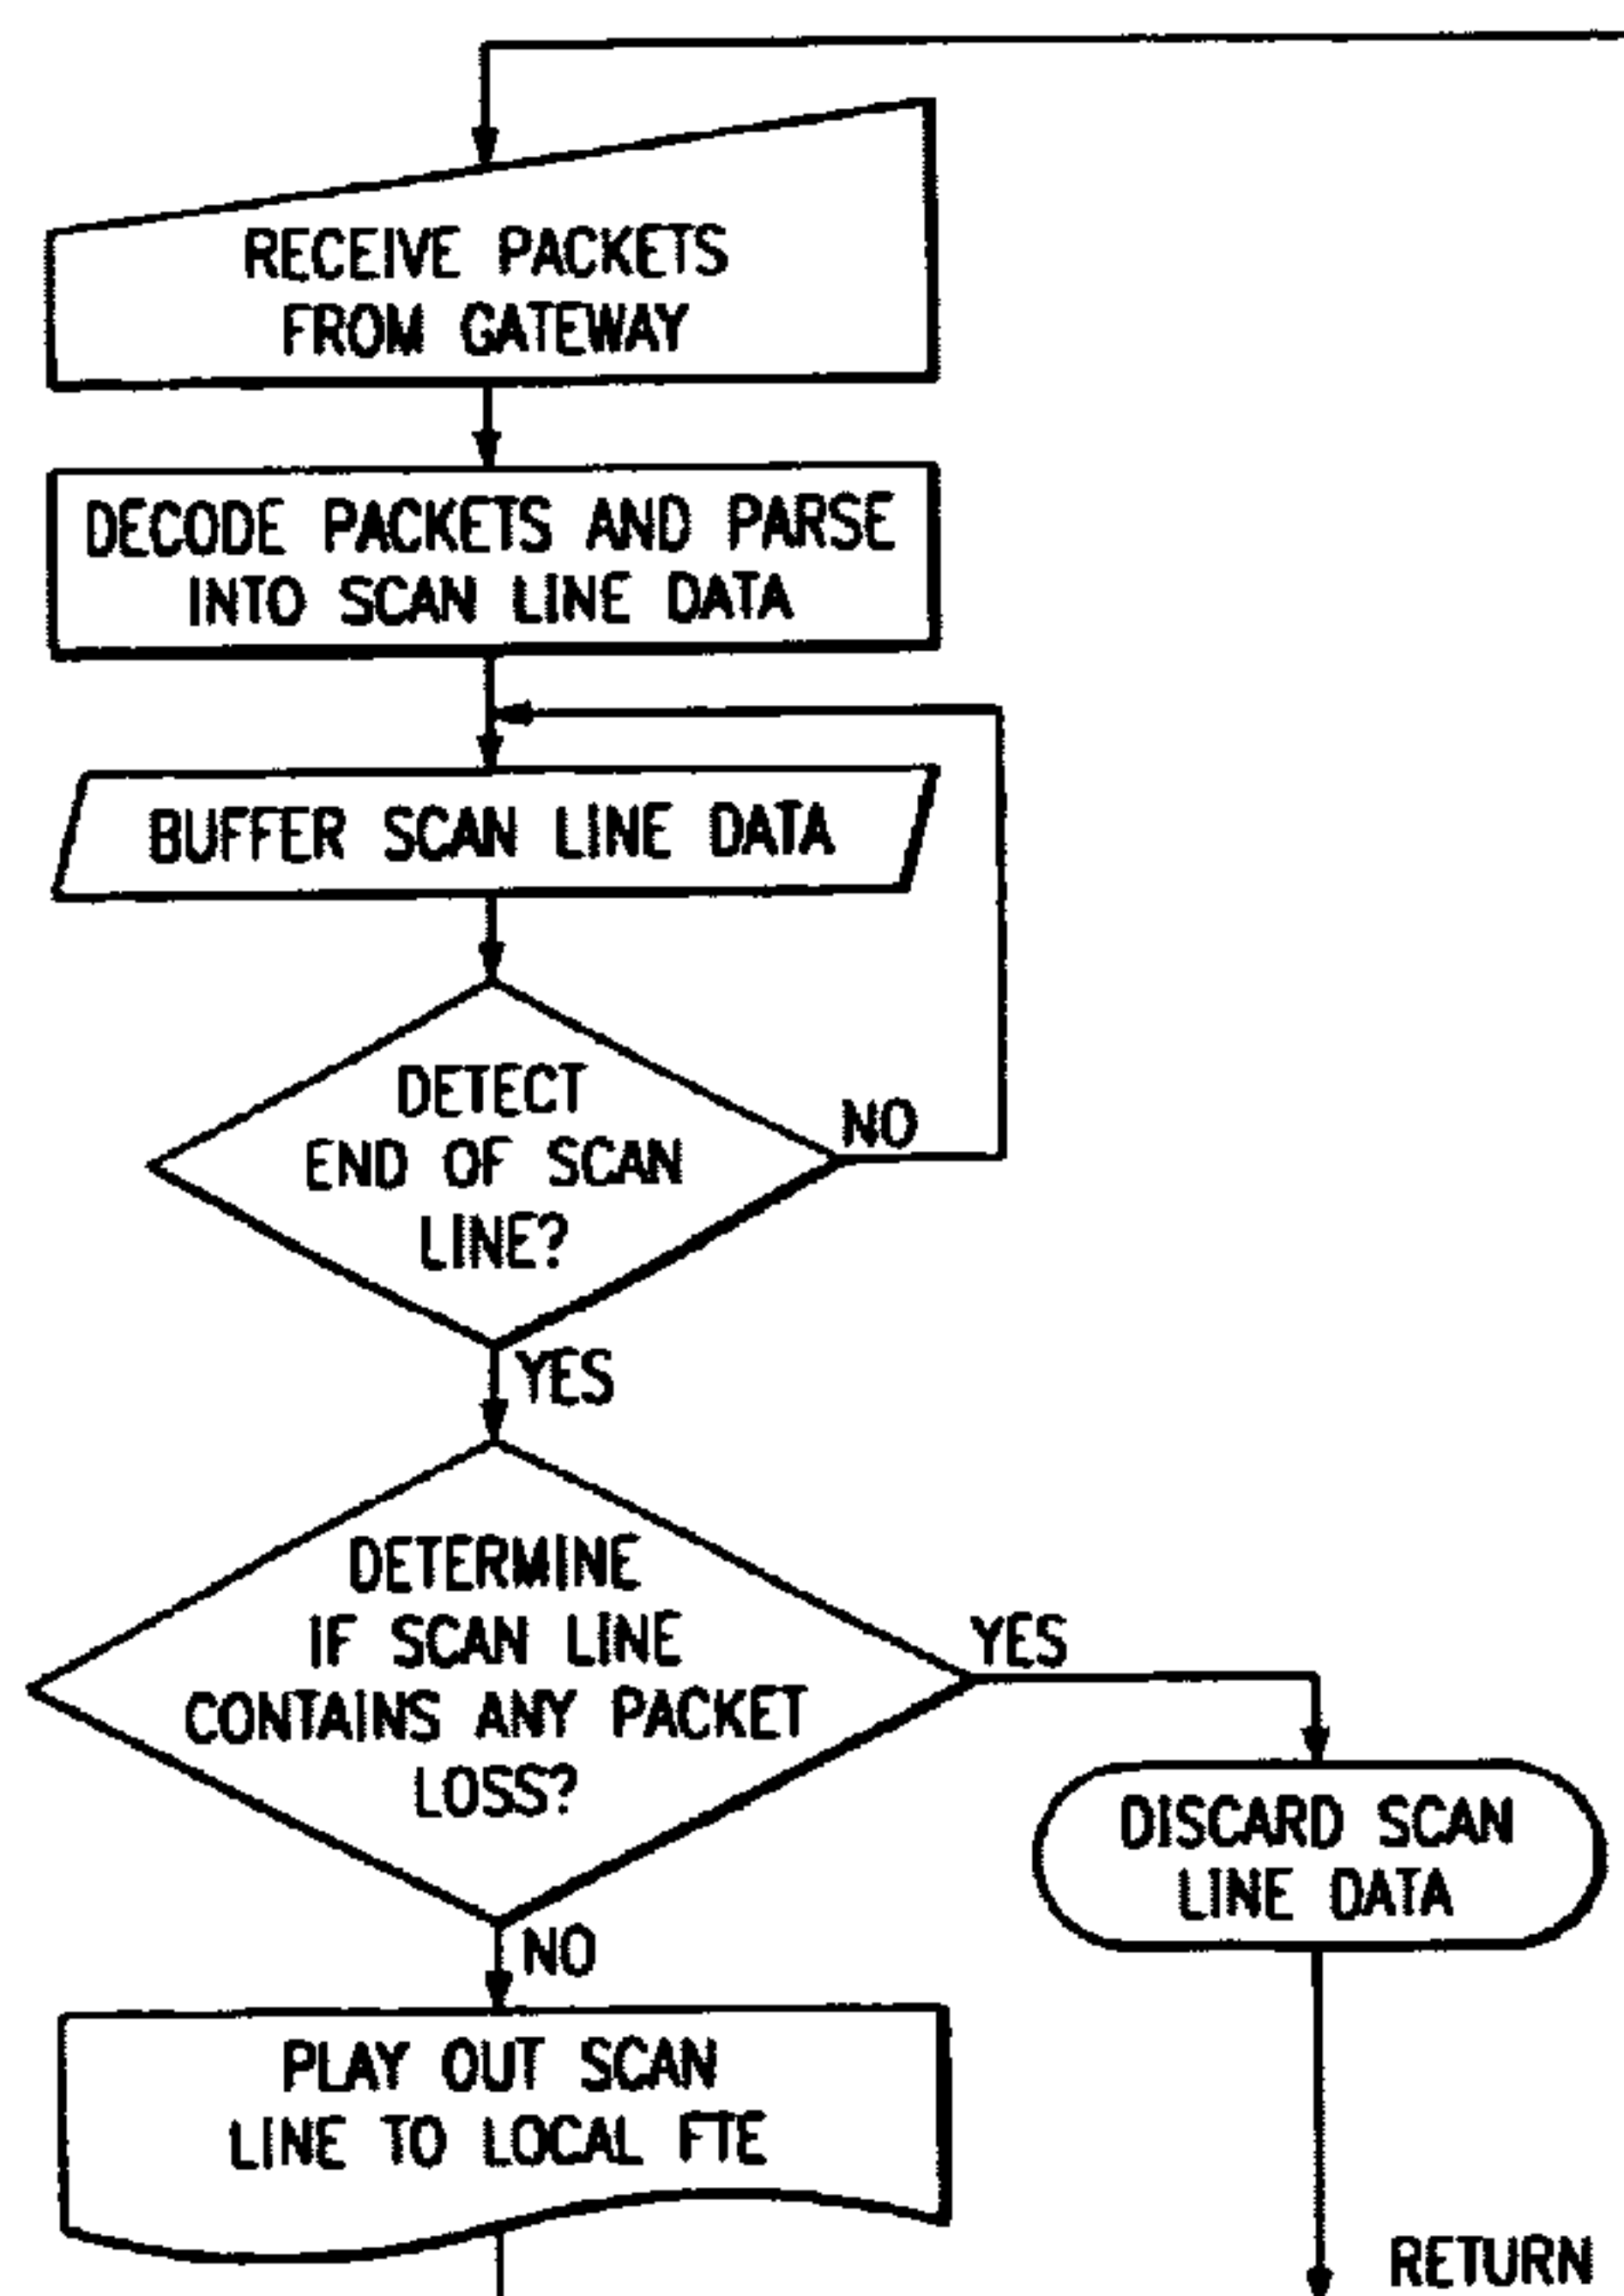 RECEIVE PACKETS
FROM GATEWAY
DECODE PACKETS AND PARSE
INTO SCAN LINE DATA
BUFFER SCAN LINE DATA
DETECT
END OF SCAN
LINE?
NO
YES
DETERMINE
IF SCAN LINE
CONTAINS ANY PACKET
LOSS?
YES
DISCARD SCAN
LINE DATA
NO
PLAY OUT SCAN
LINE TO LOCAL FTE
RETURN